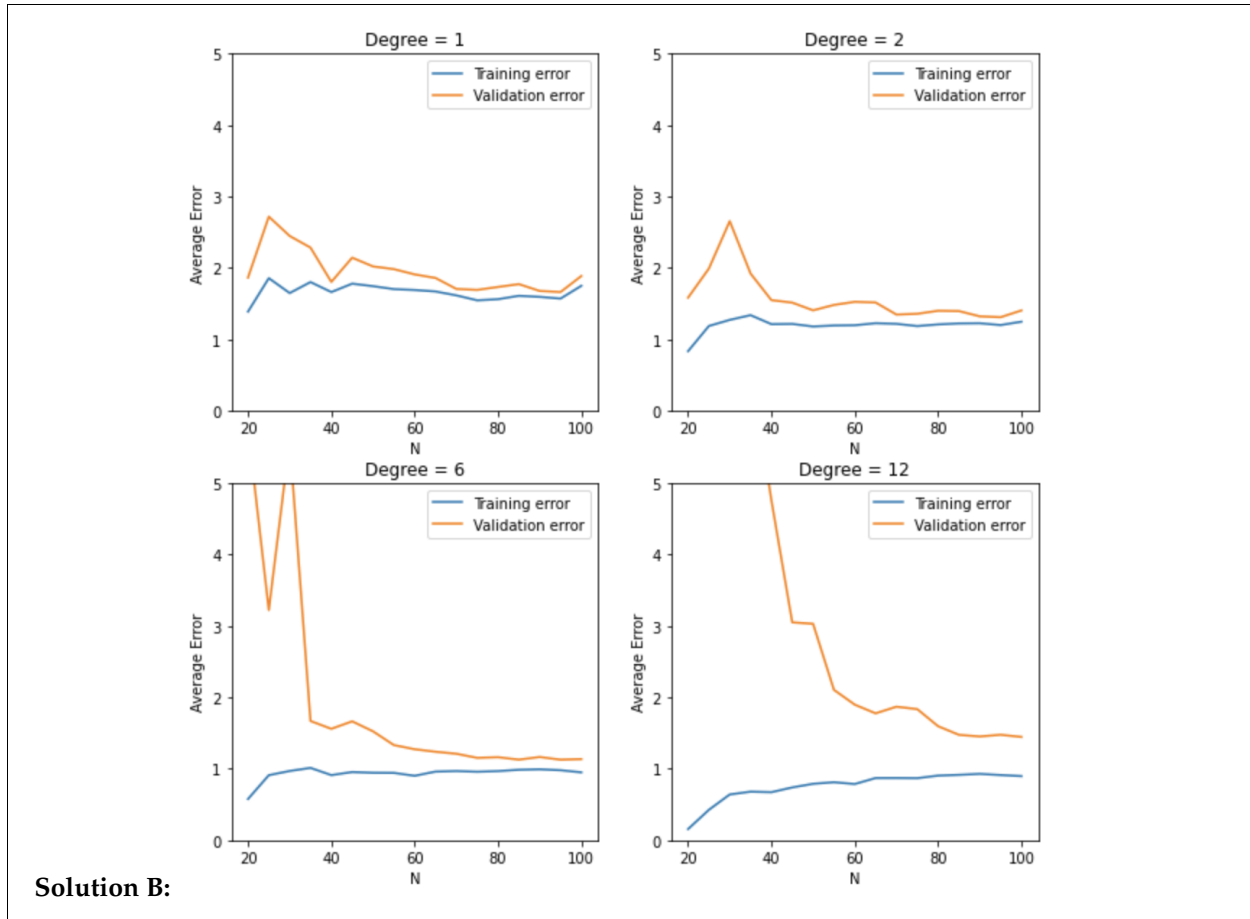 Degree = 1
5
4
3
2
1
0
Average Error
Training error
Validation error
20 40 60 80 100
N
Degree = 2
5
4
3
2
1
0
Average Error
Training error
Validation error
20 40 60 80 100
N
Degree = 6
5
4
3
2
1
0
Average Error
Training error
Validation error
20 40 60 80 100
N
Degree = 12
5
4
3
2
1
0
Average Error
Training error
Validation error
20 40 60 80 100
N
Solution B: